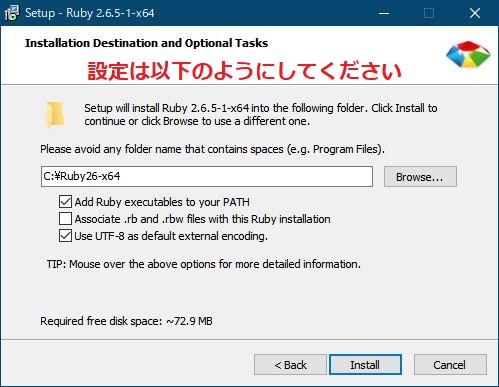 Setup - Ruby 2.6.5-1-x64
Installation Destination and Optional Tasks
設定は以下のようにしてください
Setup will install Ruby 2.6.5-1-x64 into the following folder. Click Install to
continue or click Browse to use a different one.
Please avoid any folder name that contains spaces (e.g. Program Files).
C:¥Ruby26-x64
Browse...
Add Ruby executables to your PATH
Associate .rb and .rbw files with this Ruby installation
Use UTF-8 as default external encoding.
TIP: Mouse over the above options for more detailed information.
Required free disk space: ~72.9 MB
< Back
Install
Cancel